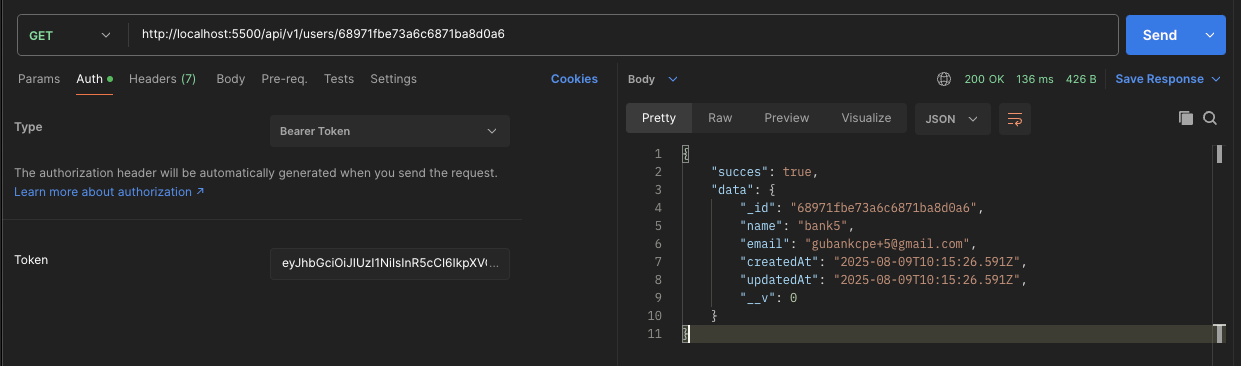 GET http://localhost:5500/api/v1/users/68971fbe73a6c6871ba8d0a6 Send
Params Auth Headers (7) Body Pre-req. Tests Settings Cookies
Type Bearer Token
The authorization header will be automatically generated when you send the request.
Learn more about authorization ↗
Token eyJhbGciOiJIUzI1NiIsInR5cCI6IkpXV(...
Body 200 OK 136 ms 426 B Save Response
Pretty Raw Preview Visualize JSON
1 {
2 "succes": true,
3 "data": {
4 "_id": "68971fbe73a6c6871ba8d0a6",
5 "name": "bank5",
6 "email": "gubankcpe+5@gmail.com",
7 "createdAt": "2025-08-09T10:15:26.591Z",
8 "updatedAt": "2025-08-09T10:15:26.591Z",
9 "__v": 0
10 }
11 }